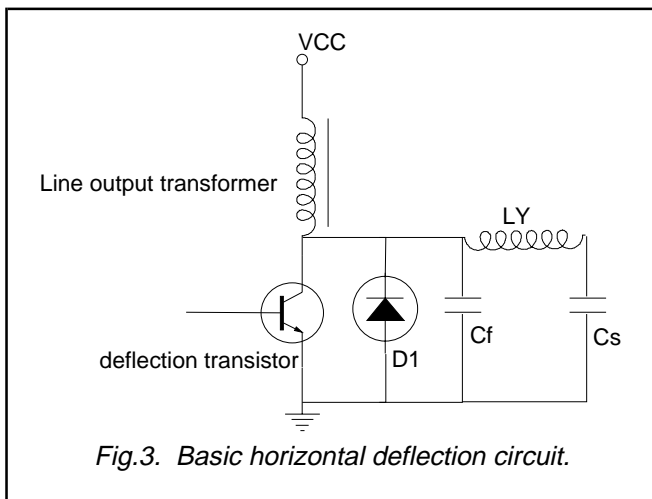 VCC
Line output transformer
LY
Cf
Cs
D1
deflection transistor
Fig.3. Basic horizontal deflection circuit.